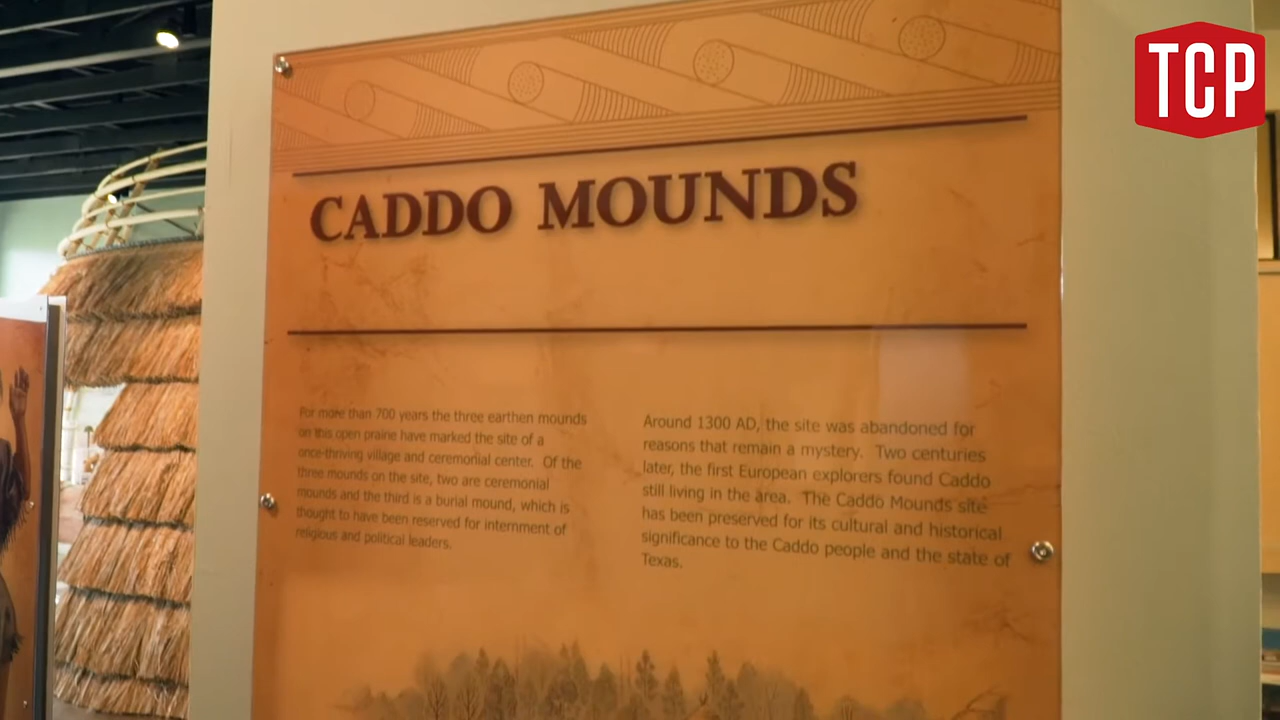 TCP
CADDO MOUNDS
For more than 700 years the three earthen mounds
on this open prairie have marked the site of a
once-thriving village and ceremonial center. Of the
three mounds on the site, two are ceremonial
mounds and the third is a burial mound, which is
thought to have been reserved for internment of
religious and political leaders.
Around 1300 AD, the site was abandoned for
reasons that remain a mystery. Two centuries
later, the first European explorers found Caddo
still living in the area. The Caddo Mounds site
has been preserved for its cultural and historical
significance to the Caddo people and the state of
Texas.